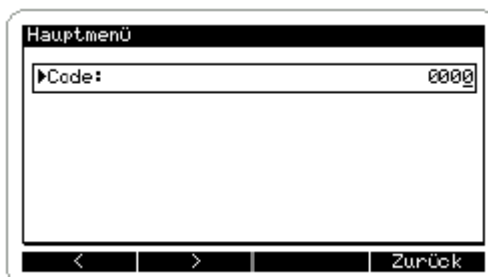 Hauptmenü
▶Code: 0000
< > Zurück